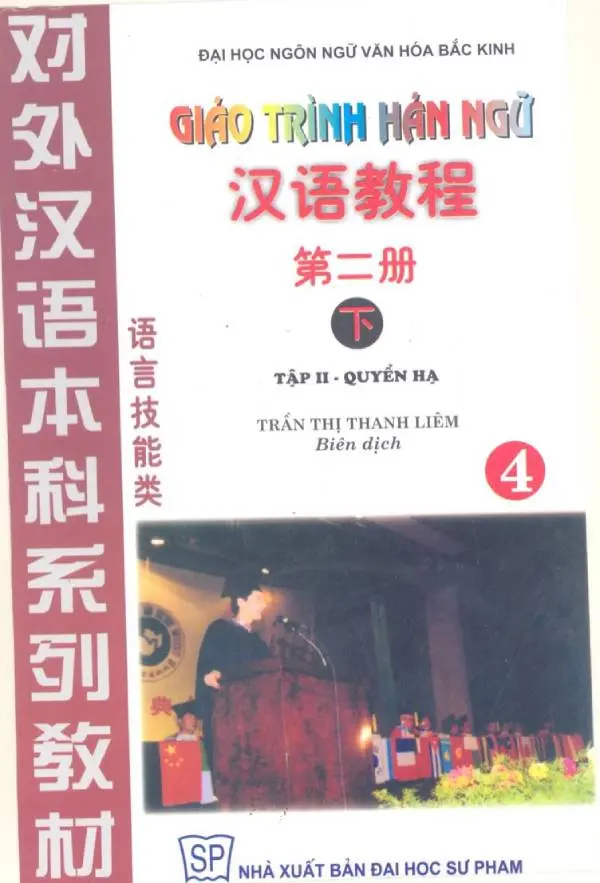 对外汉语本科系列教材
ĐẠI HỌC NGÔN NGỮ VĂN HÓA BẮC KINH
GIÁO TRÌNH HÁN NGỮ
汉语教程
第二册
下
语言技能类
TẬP II - QUYỂN HẠ
TRẦN THỊ THANH LIÊM
Biên dịch
4
典
SP
NHÀ XUẤT BẢN ĐẠI HỌC SƯ PHẠM